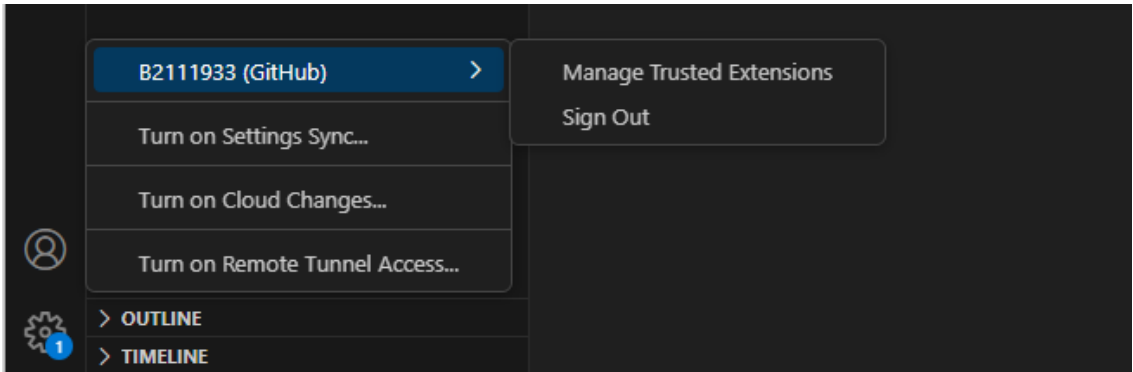 B2111933 (GitHub)
Manage Trusted Extensions
Sign Out
Turn on Settings Sync...
Turn on Cloud Changes...
Turn on Remote Tunnel Access...
OUTLINE
1
TIMELINE